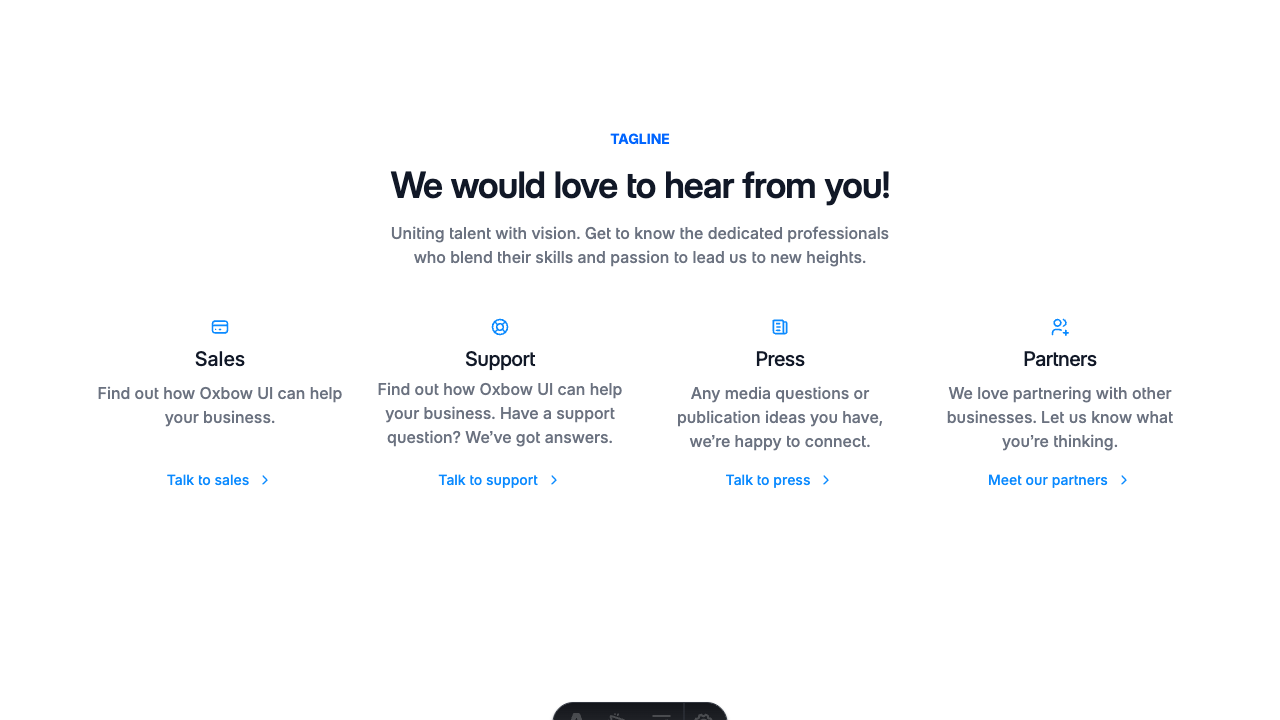 TAGLINE
We would love to hear from you!
Uniting talent with vision. Get to know the dedicated professionals
who blend their skills and passion to lead us to new heights.
Sales
Find out how Oxbow UI can help
your business.
Talk to sales
Support
Find out how Oxbow UI can help
your business. Have a support
question? We’ve got answers.
Talk to support
Press
Any media questions or
publication ideas you have,
we’re happy to connect.
Talk to press
Partners
We love partnering with other
businesses. Let us know what
you’re thinking.
Meet our partners